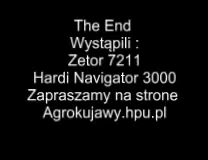 The End
Wystąpili :
Zetor 7211
Hardi Navigator 3000
Zapraszamy na strone
Agrokujawy.hpu.pl